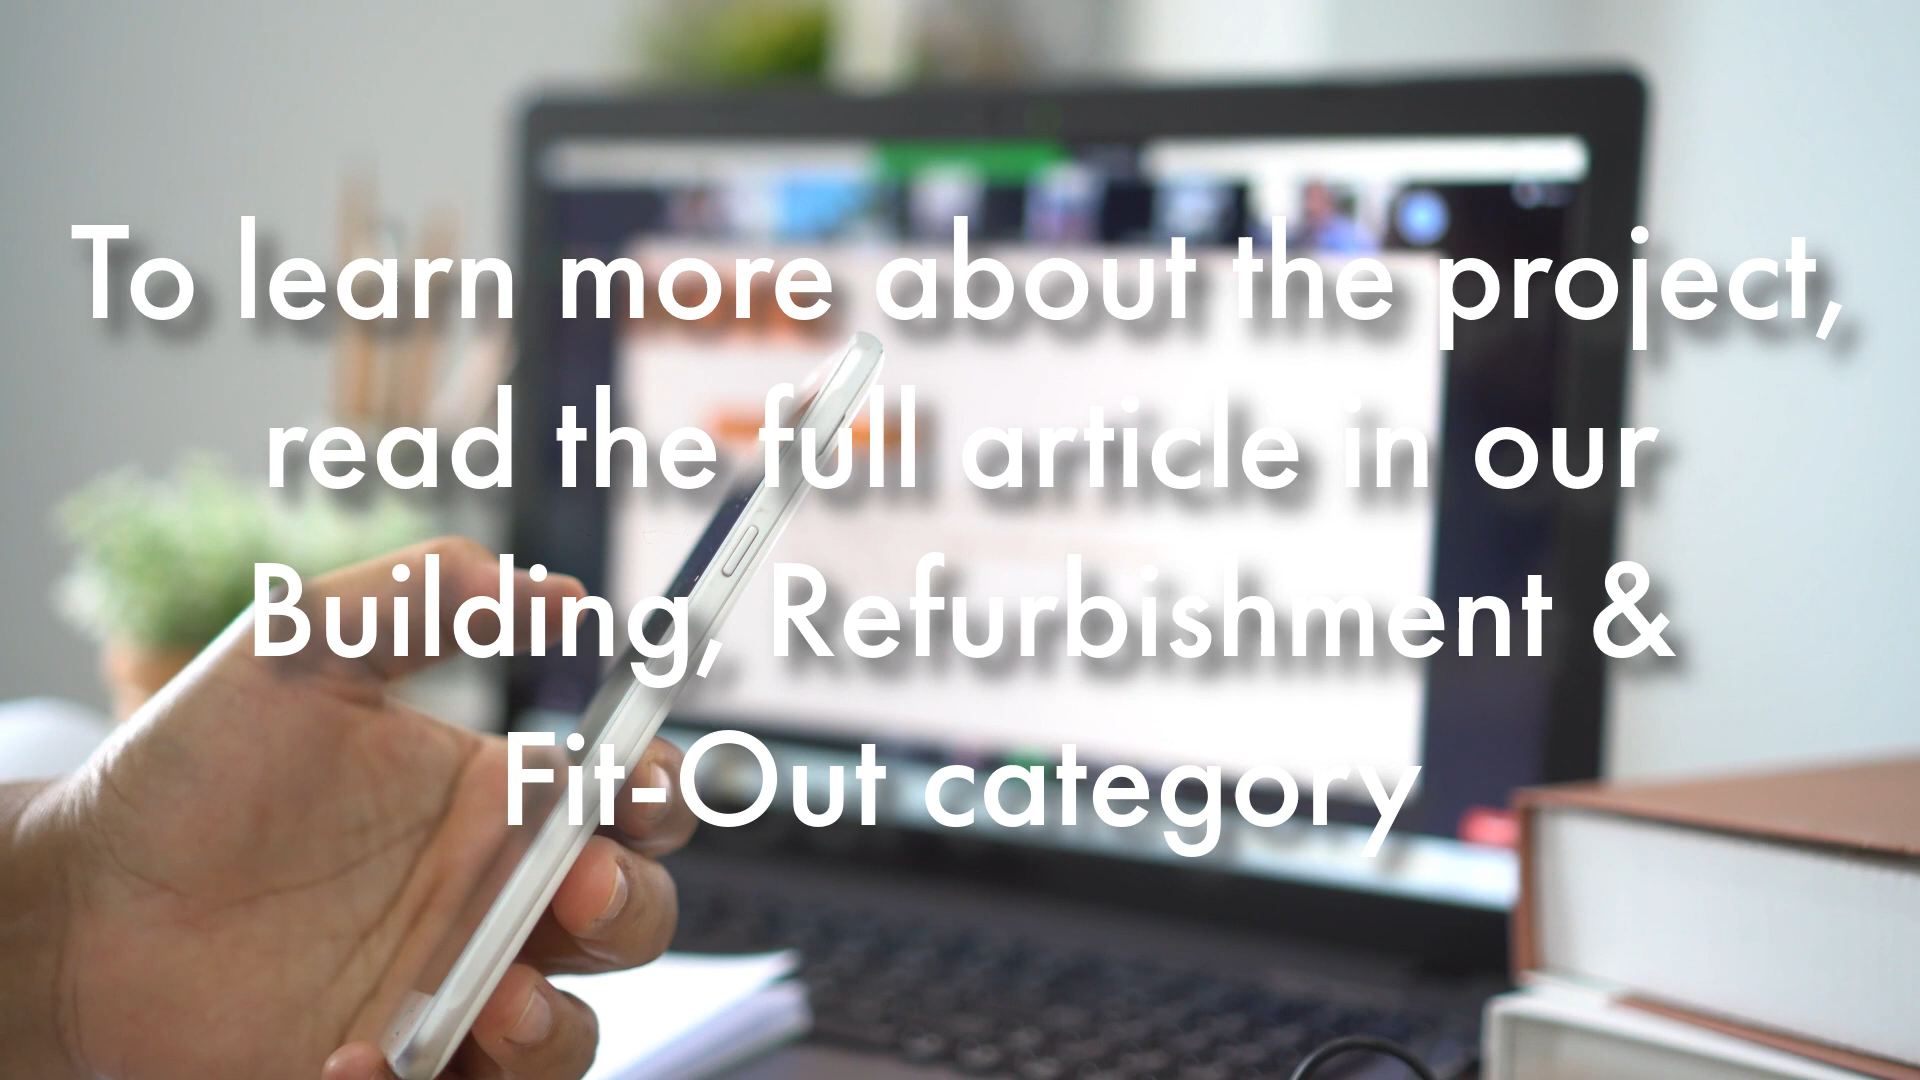 To learn more about the project,
read the full article in our
Building, Refurbishment &
Fit-Out category